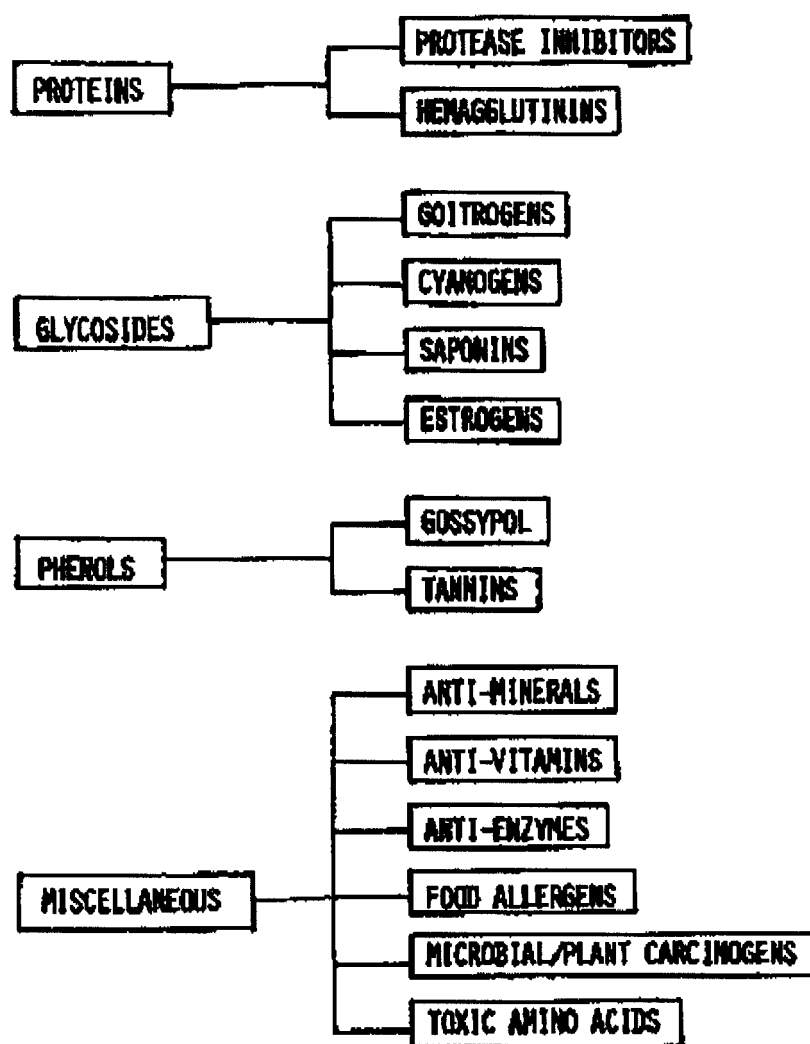 PROTEINS
PROTEASE INHIBITORS
HEMAGGLUTININS
GLYCOSIDES
GOITROGENS
CYANOGENS
SAPONINS
ESTROGENS
PHENOLS
GOSSYPOL
TANNINS
MISCELLANEOUS
ANTI-MINERALS
ANTI-VITAMINS
ANTI-ENZYMES
FOOD ALLERGENS
MICROBIAL/PLANT CARCINOGENS
TOXIC AMINO ACIDS